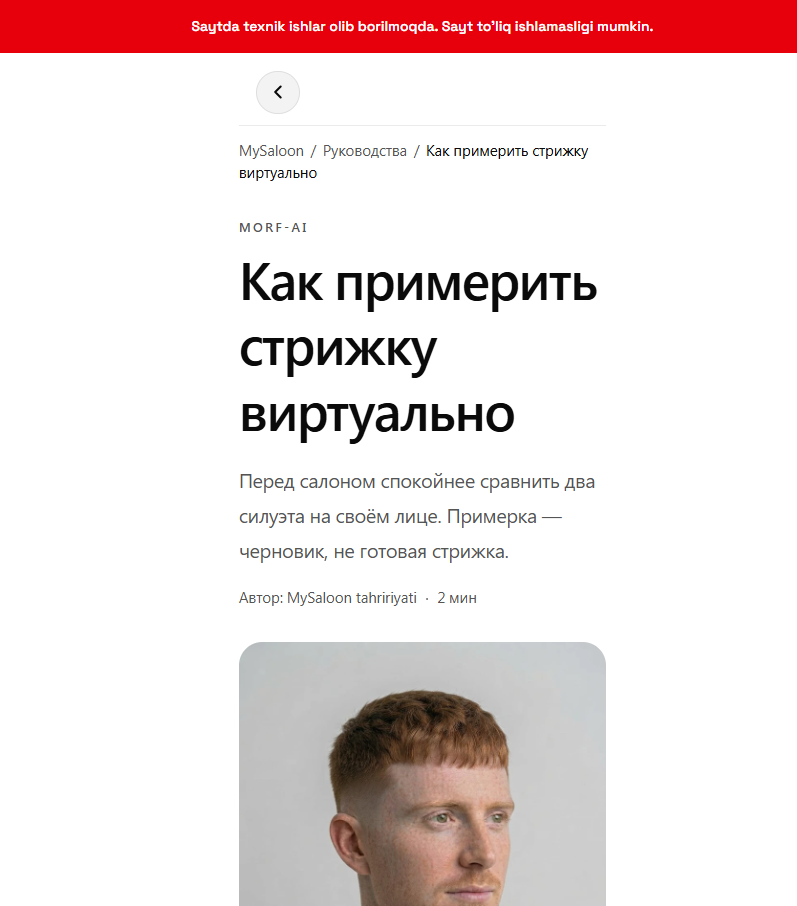 Saytda texnik ishlar olib borilmoqda. Sayt to'liq ishlamasligi mumkin.
MySaloon / Руководства / Как примерить стрижку
виртуально
MORF-AI
Как примерить
стрижку
виртуально
Перед салоном спокойнее сравнить два
силуэта на своём лице. Примерка —
черновик, не готовая стрижка.
Автор: MySaloon tahririyati · 2 мин